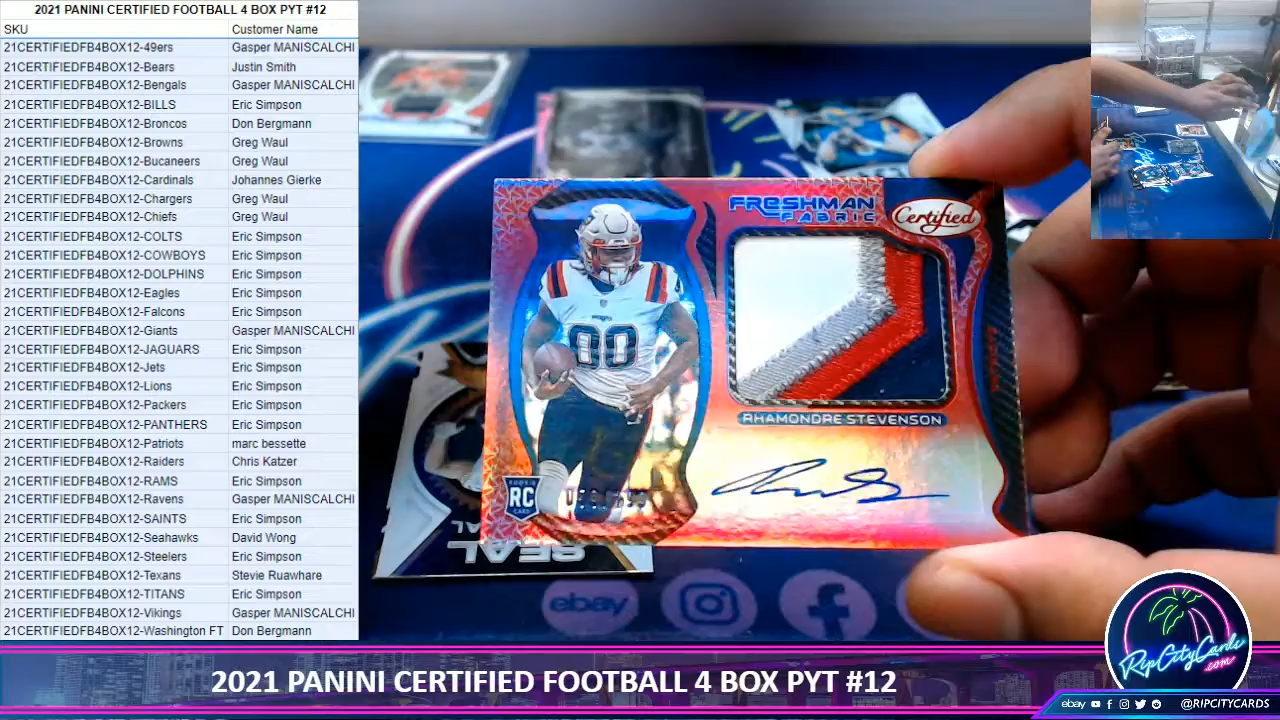 2021 PANINI CERTIFIED FOOTBALL 4 BOX PYT #12
SKU Customer Name
21CERTIFIEDFB4BOX12-49ers Gasper MANISCALCHI
21CERTIFIEDFB4BOX12-Bears Justin Smith
21CERTIFIEDFB4BOX12-Bengals Gasper MANISCALCHI
21CERTIFIEDFB4BOX12-BILLS Eric Simpson
21CERTIFIEDFB4BOX12-Broncos Don Bergmann
21CERTIFIEDFB4BOX12-Browns Greg Waul
21CERTIFIEDFB4BOX12-Bucaneers Greg Waul
21CERTIFIEDFB4BOX12-Cardinals Johannes Gierke
21CERTIFIEDFB4BOX12-Chargers Greg Waul
21CERTIFIEDFB4BOX12-Chiefs Greg Waul
21CERTIFIEDFB4BOX12-COLTS Eric Simpson
21CERTIFIEDFB4BOX12-COWBOYS Eric Simpson
21CERTIFIEDFB4BOX12-DOLPHINS Eric Simpson
21CERTIFIEDFB4BOX12-Eagles Eric Simpson
21CERTIFIEDFB4BOX12-Falcons Eric Simpson
21CERTIFIEDFB4BOX12-Giants Gasper MANISCALCHI
21CERTIFIEDFB4BOX12-JAGUARS Eric Simpson
21CERTIFIEDFB4BOX12-Jets Eric Simpson
21CERTIFIEDFB4BOX12-Lions Eric Simpson
21CERTIFIEDFB4BOX12-Packers Eric Simpson
21CERTIFIEDFB4BOX12-PANTHERS Eric Simpson
21CERTIFIEDFB4BOX12-Patriots marc bessette
21CERTIFIEDFB4BOX12-Raiders Chris Katzer
21CERTIFIEDFB4BOX12-RAMS Eric Simpson
21CERTIFIEDFB4BOX12-Ravens Gasper MANISCALCHI
21CERTIFIEDFB4BOX12-SAINTS Eric Simpson
21CERTIFIEDFB4BOX12-Seahawks David Wong
21CERTIFIEDFB4BOX12-Steelers Eric Simpson
21CERTIFIEDFB4BOX12-Texans Stevie Ruawhare
21CERTIFIEDFB4BOX12-TITANS Eric Simpson
21CERTIFIEDFB4BOX12-Vikings Gasper MANISCALCHI
21CERTIFIEDFB4BOX12-Washington FT Don Bergmann
FRESHMAN
FABRIC
Certified
RHAMONDRE STEVENSON
ROOKIE
RC
CARD
SEAL
ebay
RipCityCards
.com
2021 PANINI CERTIFIED FOOTBALL 4 BOX PYT #12
ebay @RIPCITYCARDS